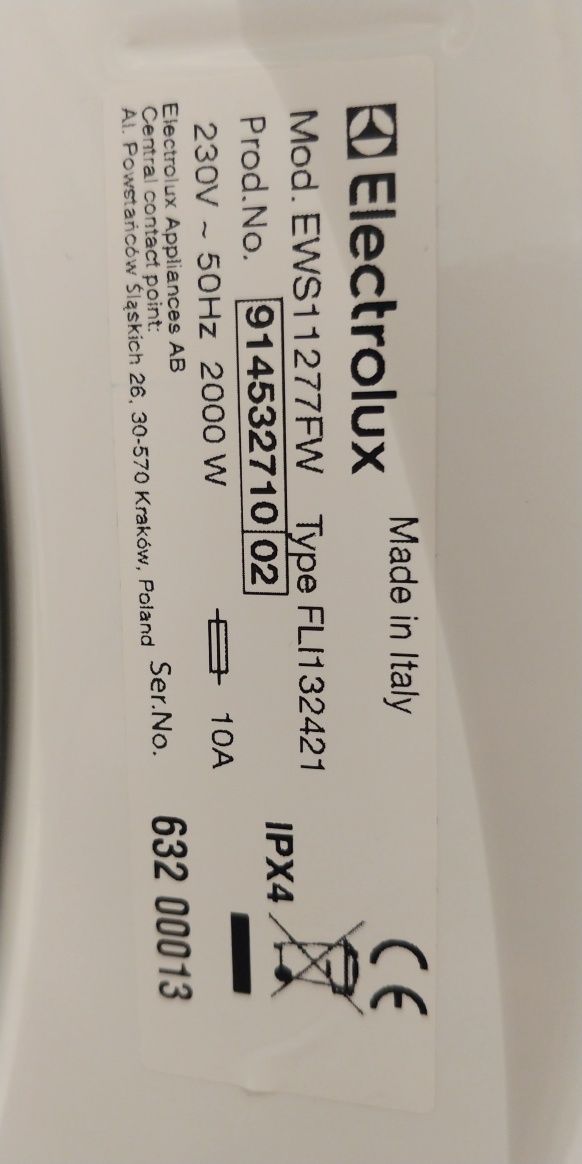 Electrolux
Made in Italy
Mod. EWS11277FW Type FLI132421
Prod.No. 914532710 02
IPX4
230V ~ 50Hz 2000 W 10A
Electrolux Appliances AB
Central contact point:
Al. Powstańców Śląskich 26, 30-570 Kraków, Poland
Ser.No. 632 00013
CE